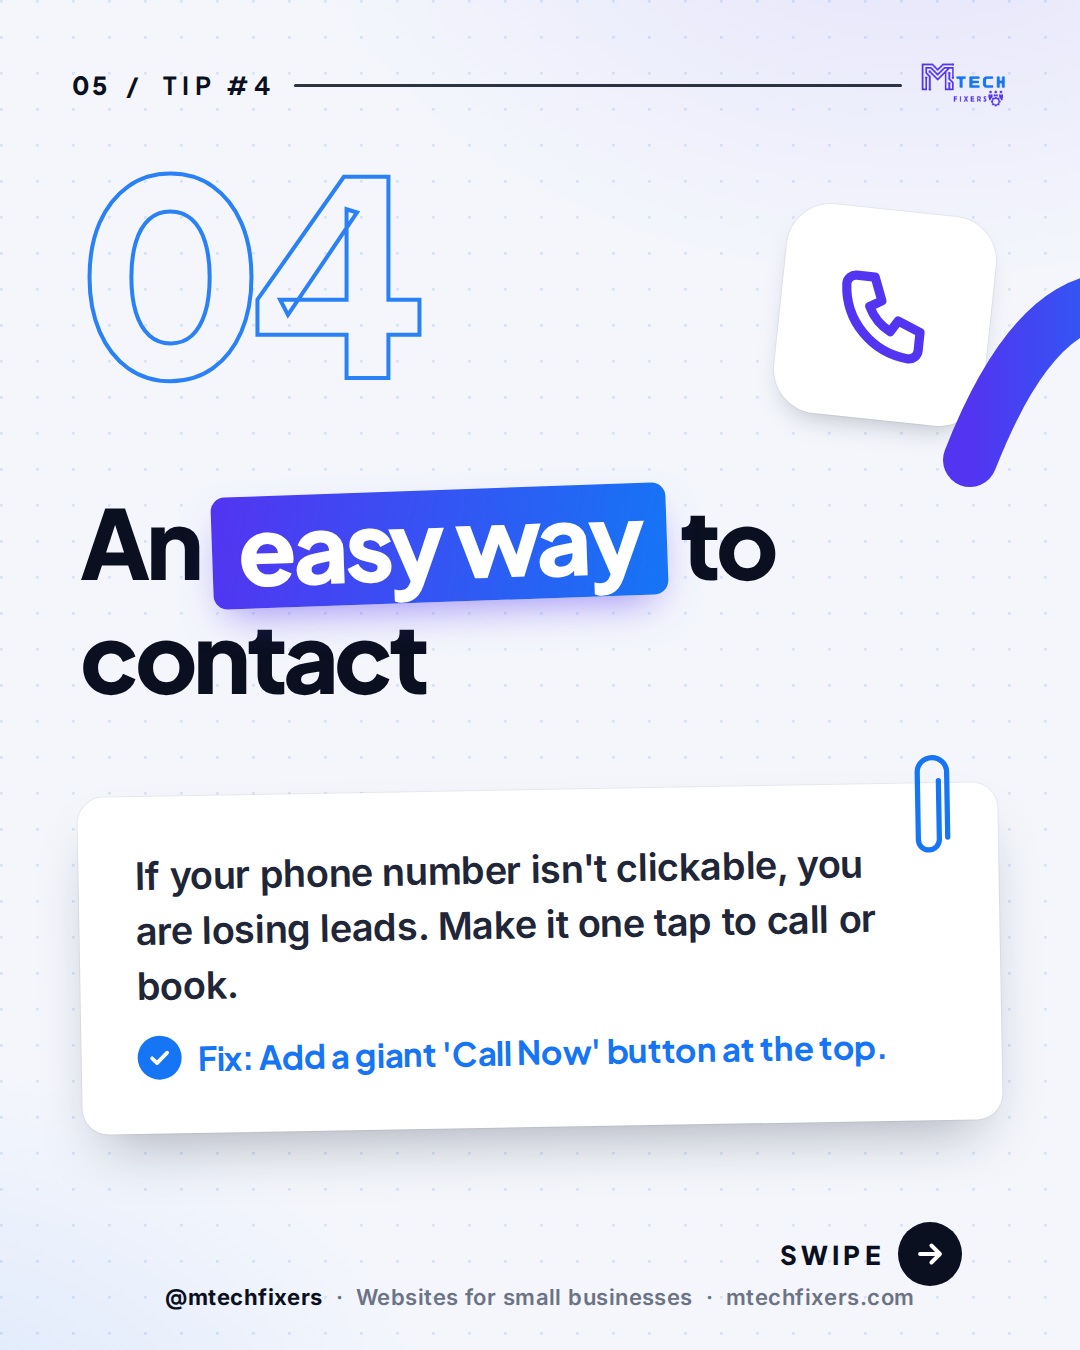 05 / TIP #4
MTECH
FIXERS
04
An easy way to
contact
If your phone number isn't clickable, you
are losing leads. Make it one tap to call or
book.
Fix: Add a giant 'Call Now' button at the top.
SWIPE
@mtechfixers · Websites for small businesses · mtechfixers.com